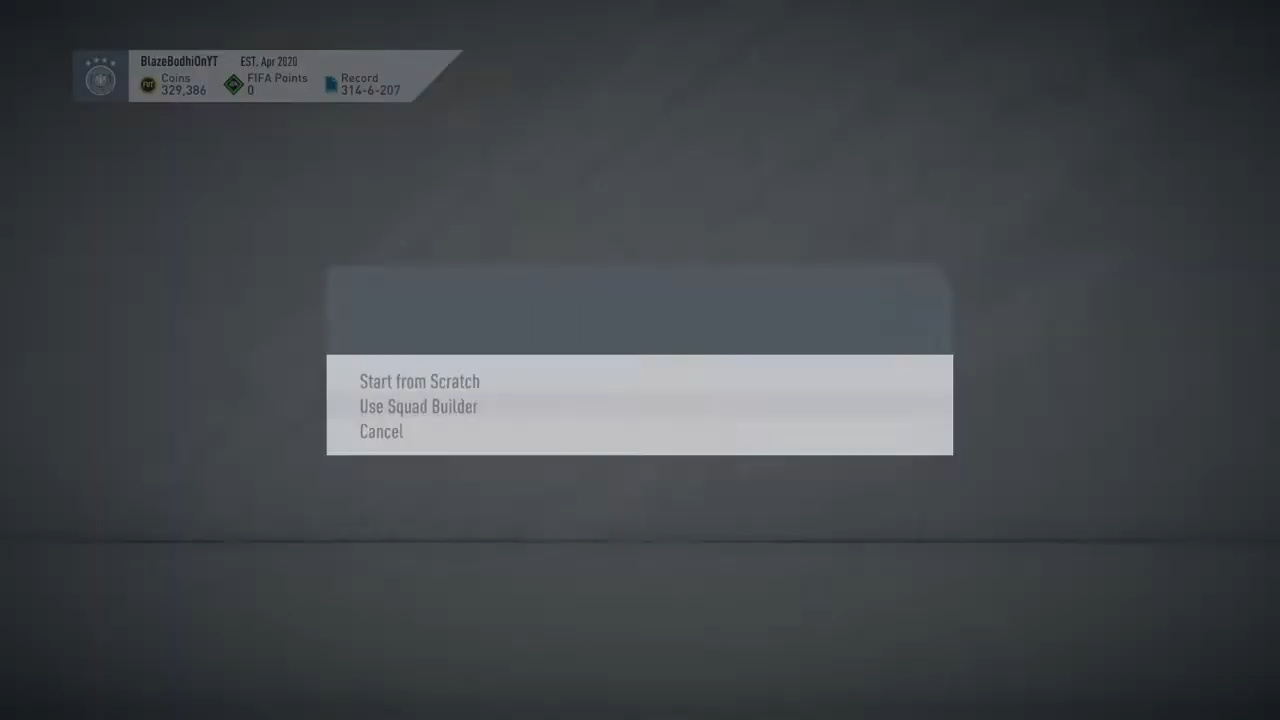 BlazeBodhiOnYT EST. Apr 2020
Coins FIFA Points Record
329,386 0 314-6-207
Start from Scratch
Use Squad Builder
Cancel